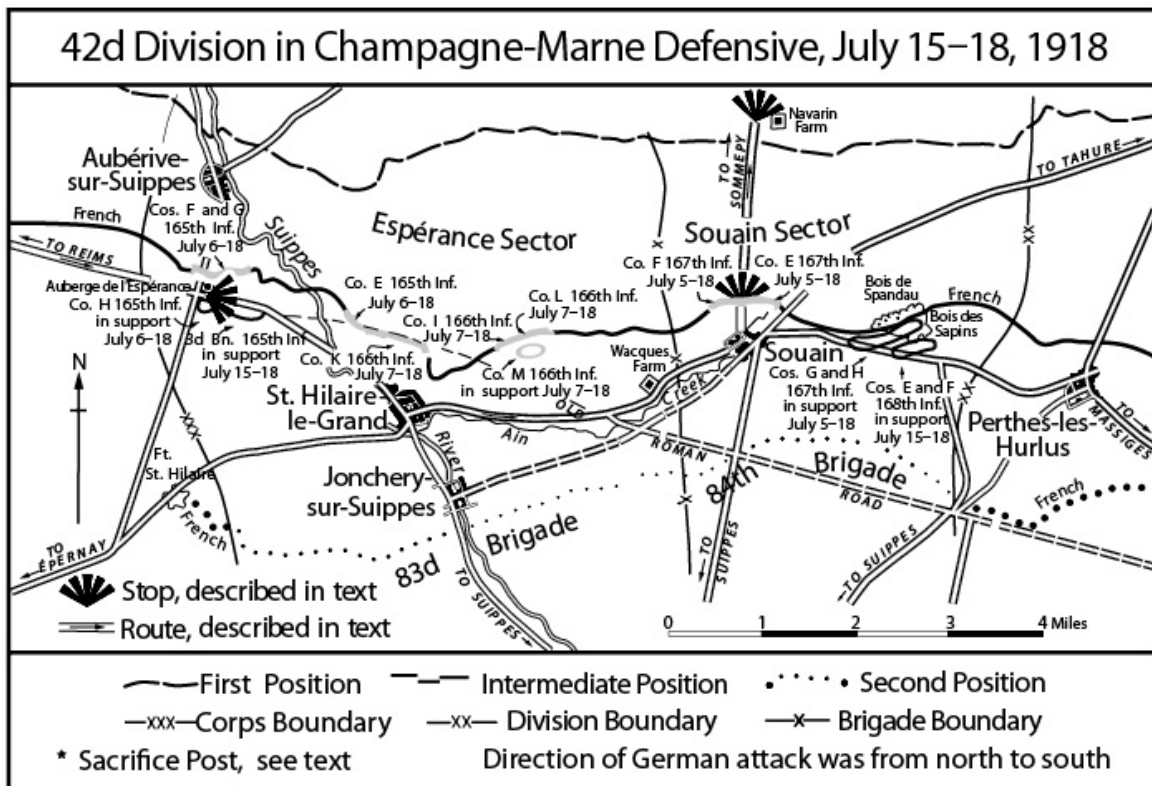 42d Division in Champagne-Marne Defensive, July 15–18, 1918
Navarin
Farm
Aubérive-
sur-Suippes
TO
SOMMEPY
TO TAHURE
French
Cos. F and G
165th Inf.
July 6–18
Suippes
Espérance Sector
Souain Sector
XX
X
TO REIMS
Auberge de l'Espérance
Co. H 165th Inf.
in support
July 6–18
3d Bn. 165th Inf
in support
July 15–18
Co. E 165th Inf.
July 6–18
Co. I 166th Inf.
July 7–18
Co. L 166th Inf.
July 7–18
Co. F 167th Inf.
July 5–18
Co. E 167th Inf.
July 5–18
Bois de
Spandau
French
Bois des
Sapins
Co. K 166th Inf.
July 7–18
Co. M 166th Inf.
in support July 7–18
Wacques
Farm
Souain
Cos. G and H
167th Inf.
in support
July 5–18
Cos. E and F
168th Inf.
in support
July 15–18
XX
N
St. Hilaire-
le-Grand
OLD
Creek
Ain
River
ROMAN
ROAD
Perthes-les-
Hurlus
TO
MASSIGES
XXX
Ft.
St. Hilaire
French
Jonchery-
sur-Suippes
83d
Brigade
84th
Brigade
X
French
TO
ÉPERNAY
TO SUIPPES
TO
SUIPPES
TO SUIPPES
Stop, described in text
Route, described in text
0 1 2 3 4 Miles
First Position
Intermediate Position
Second Position
XXX Corps Boundary
XX Division Boundary
X Brigade Boundary
* Sacrifice Post, see text
Direction of German attack was from north to south